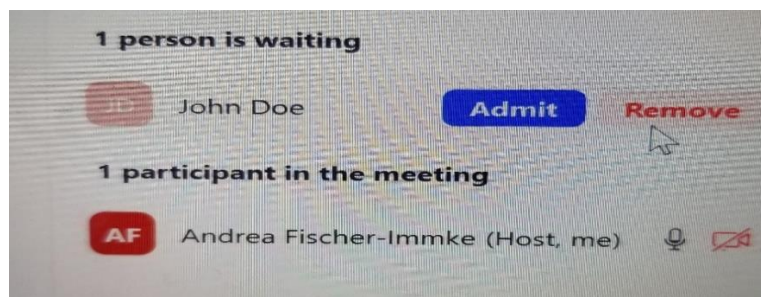 1 person is waiting
JD John Doe Admit Remove
1 participant in the meeting
AF Andrea Fischer-Immke (Host, me)